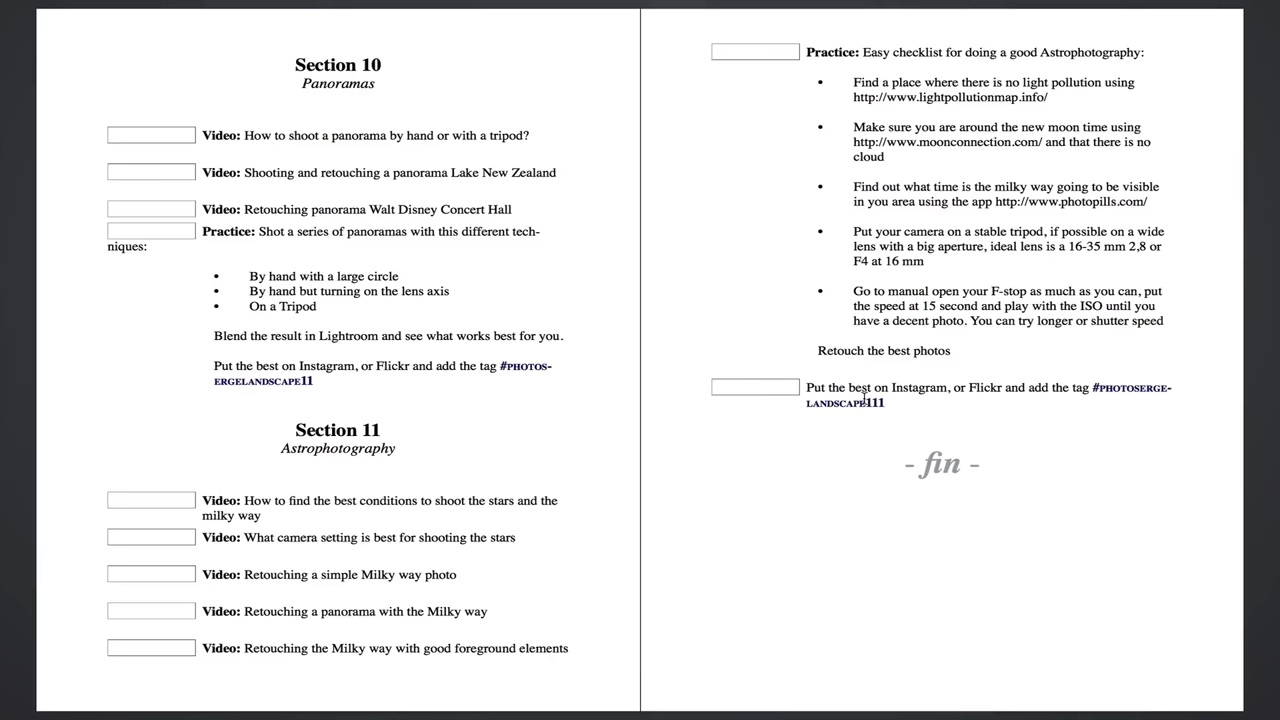 Section 10
Panoramas
Video: How to shoot a panorama by hand or with a tripod?
Video: Shooting and retouching a panorama Lake New Zealand
Video: Retouching panorama Walt Disney Concert Hall
Practice: Shot a series of panoramas with this different tech-
niques:
• By hand with a large circle
• By hand but turning on the lens axis
• On a Tripod
Blend the result in Lightroom and see what works best for you.
Put the best on Instagram, or Flickr and add the tag #PHOTOS-
ERGELANDSCAPE11
Section 11
Astrophotography
Video: How to find the best conditions to shoot the stars and the
milky way
Video: What camera setting is best for shooting the stars
Video: Retouching a simple Milky way photo
Video: Retouching a panorama with the Milky way
Video: Retouching the Milky way with good foreground elements
Practice: Easy checklist for doing a good Astrophotography:
• Find a place where there is no light pollution using
http://www.lightpollutionmap.info/
• Make sure you are around the new moon time using
http://www.moonconnection.com/ and that there is no
cloud
• Find out what time is the milky way going to be visible
in you area using the app http://www.photopills.com/
• Put your camera on a stable tripod, if possible on a wide
lens with a big aperture, ideal lens is a 16-35 mm 2,8 or
F4 at 16 mm
• Go to manual open your F-stop as much as you can, put
the speed at 15 second and play with the ISO until you
have a decent photo. You can try longer or shutter speed
Retouch the best photos
Put the best on Instagram, or Flickr and add the tag #PHOTOSERGE-
LANDSCAPE111
- fin -